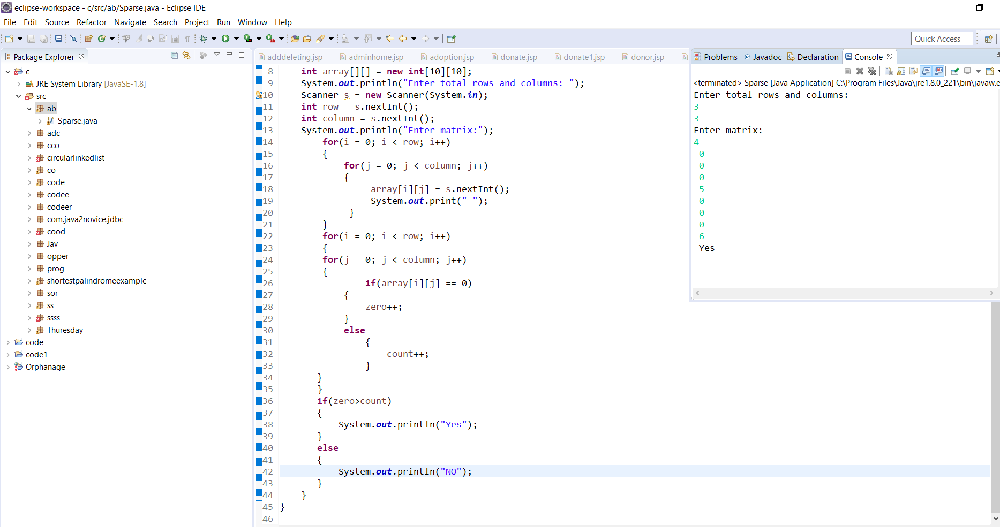 eclipse-workspace - c/src/ab/Sparse.java - Eclipse IDE
File Edit Source Refactor Navigate Search Project Run Window Help
Quick Access
Package Explorer
c
JRE System Library [JavaSE-1.8]
src
ab
Sparse.java
adc
cco
circularlinkedlist
co
code
codee
codeer
com.java2novice.jdbc
cood
Jav
opper
prog
shortestpalindromeexample
sor
ss
ssss
Thuresday
code
code1
Orphanage
adddeleting.jsp adminhome.jsp adoption.jsp donate.jsp donate1.jsp donor.jsp
8 int array[][] = new int[10][10];
9 System.out.println("Enter total rows and columns: ");
10 Scanner s = new Scanner(System.in);
11 int row = s.nextInt();
12 int column = s.nextInt();
13 System.out.println("Enter matrix:");
14 for(i = 0; i < row; i++)
15 {
16 for(j = 0; j < column; j++)
17 {
18 array[i][j] = s.nextInt();
19 System.out.print(" ");
20 }
21 }
22 for(i = 0; i < row; i++)
23 {
24 for(j = 0; j < column; j++)
25 {
26 if(array[i][j] == 0)
27 {
28 zero++;
29 }
30 else
31 {
32 count++;
33 }
34 }
35 }
36 if(zero>count)
37 {
38 System.out.println("Yes");
39 }
40 else
41 {
42 System.out.println("NO");
43 }
44 }
45 }
46
Problems @ Javadoc Declaration Console
<terminated> Sparse [Java Application] C:\Program Files\Java\jre1.8.0_221\bin\javaw.e
Enter total rows and columns:
3
3
Enter matrix:
4
0
0
0
5
0
0
0
6
Yes